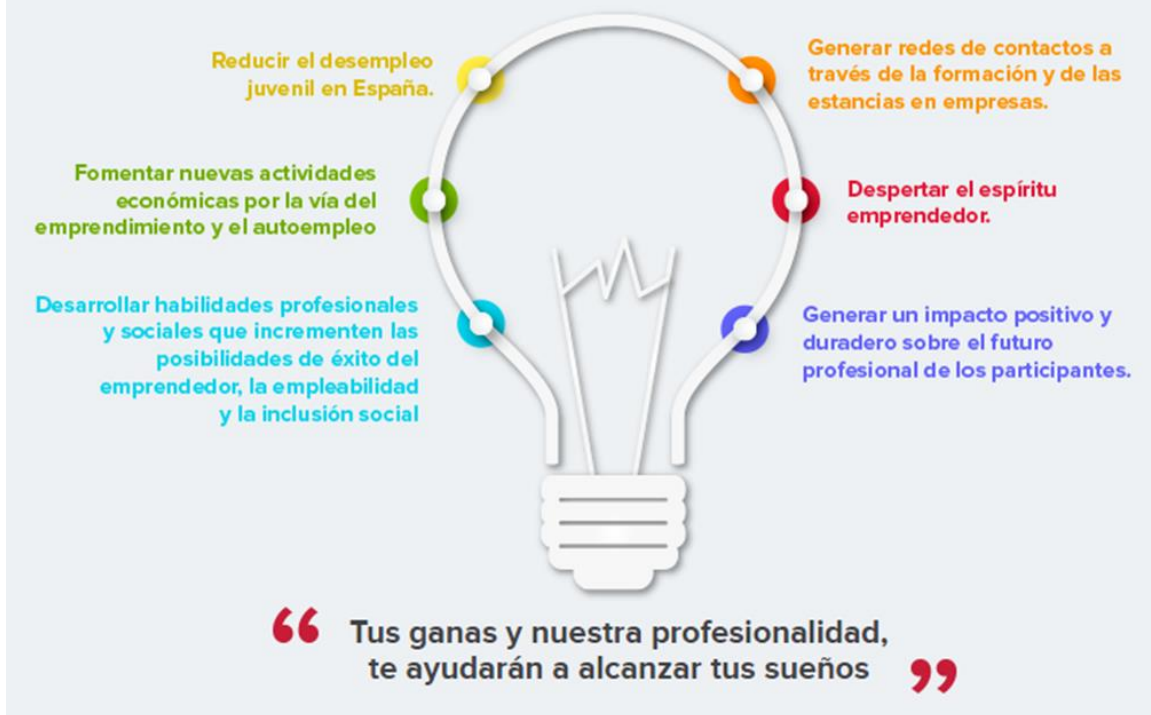 Reducir el desempleo
juvenil en España.
Fomentar nuevas actividades
económicas por la vía del
emprendimiento y el autoempleo
Desarrollar habilidades profesionales
y sociales que incrementen las
posibilidades de éxito del
emprendedor, la empleabilidad
y la inclusión social
Generar redes de contactos a
través de la formación y de las
estancias en empresas.
Despertar el espíritu
emprendedor.
Generar un impacto positivo y
duradero sobre el futuro
profesional de los participantes.
“ Tus ganas y nuestra profesionalidad,
te ayudarán a alcanzar tus sueños ”